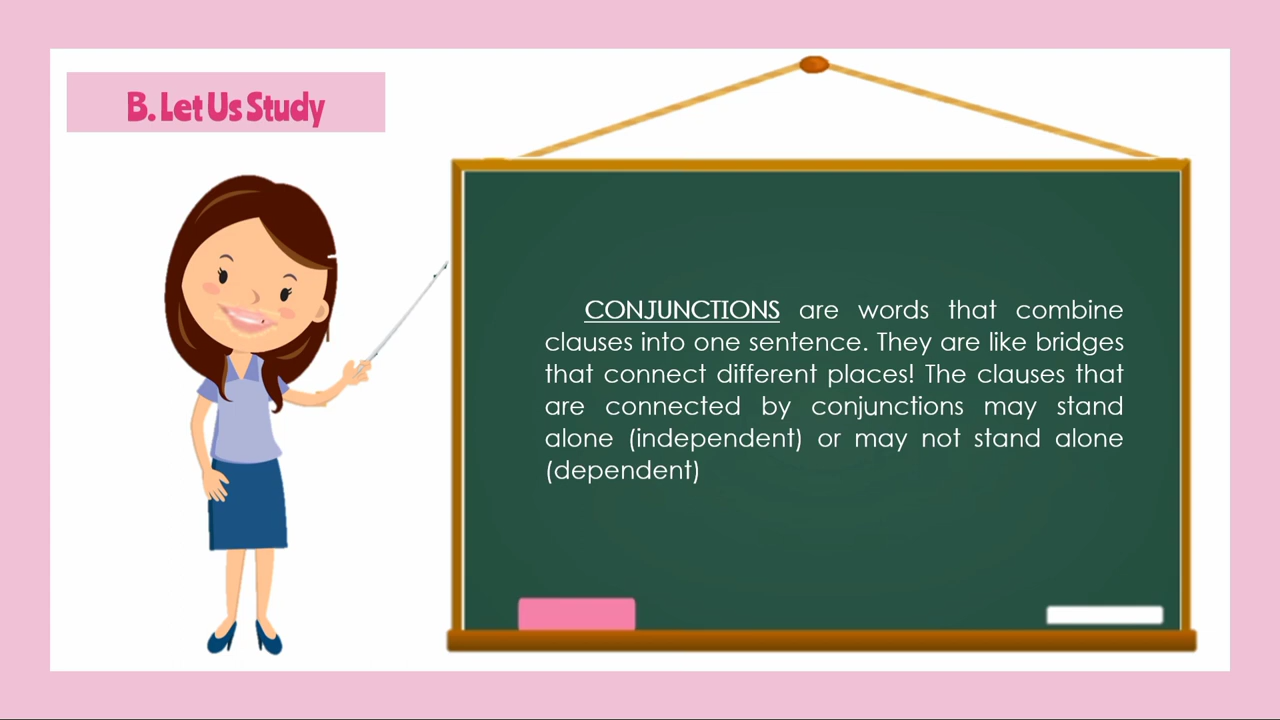 B. Let Us Study
CONJUNCTIONS are words that combine
clauses into one sentence. They are like bridges
that connect different places! The clauses that
are connected by conjunctions may stand
alone (independent) or may not stand alone
(dependent)